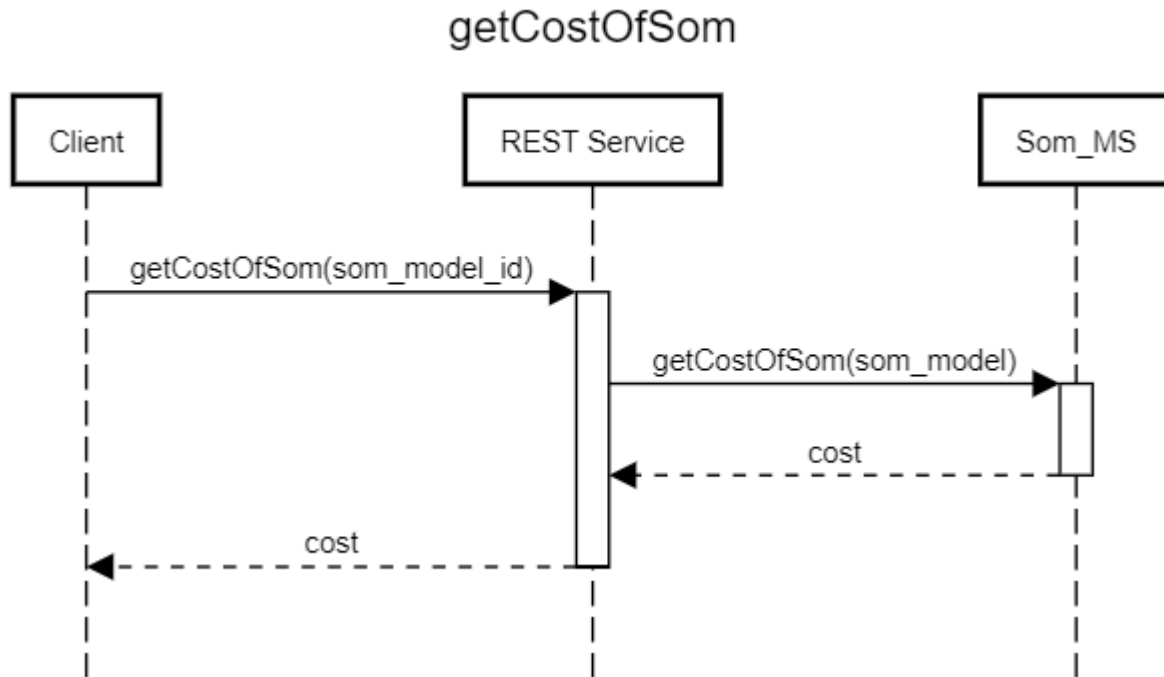 getCostOfSom
Client
REST Service
Som_MS
getCostOfSom(som_model_id)
getCostOfSom(som_model)
cost
cost